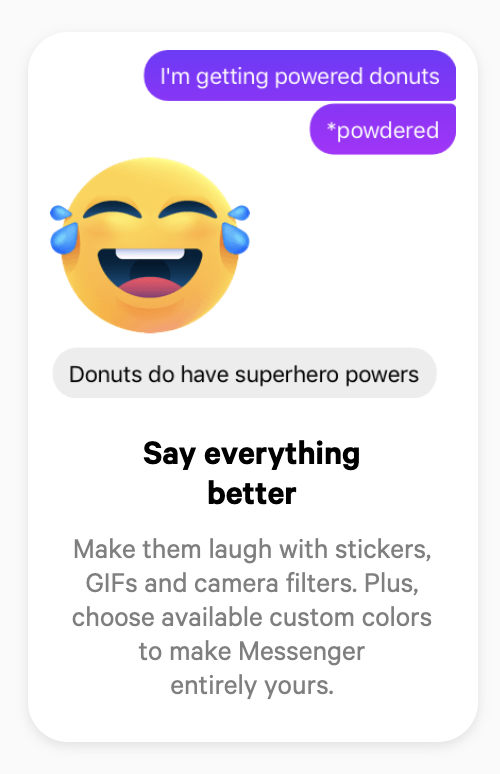 I'm getting powered donuts
*powdered
Donuts do have superhero powers
Say everything
better
Make them laugh with stickers,
GIFs and camera filters. Plus,
choose available custom colors
to make Messenger
entirely yours.